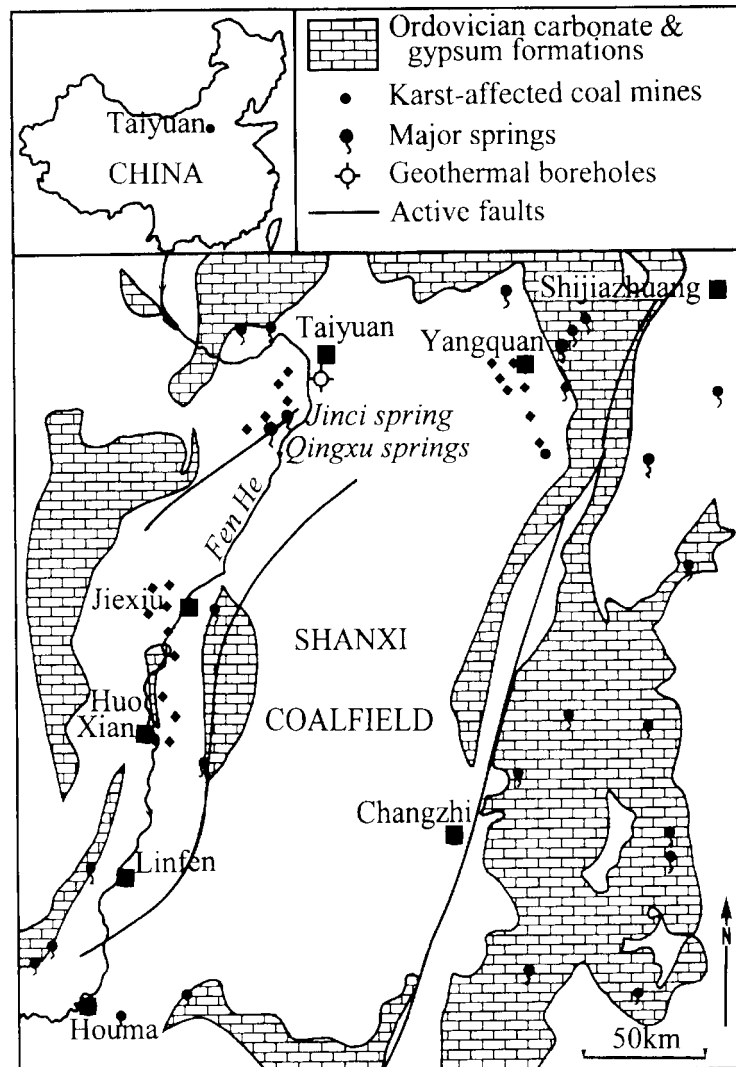 Taiyuan
CHINA
Ordovician carbonate &
gypsum formations
Karst-affected coal mines
Major springs
Geothermal boreholes
Active faults
Shijiazhuang
Taiyuan
Yangquan
Jinci spring
Qingxu springs
Fen He
Jiexiu
SHANXI
Huo
Xian
COALFIELD
Changzhi
Linfen
N
Houma
50km